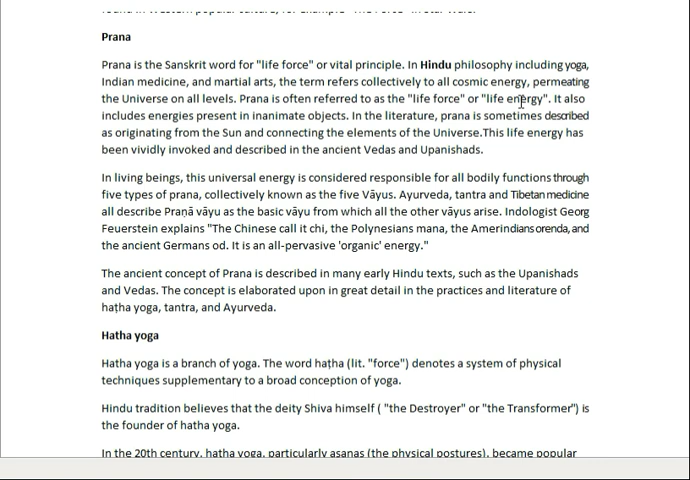 Prana
Prana is the Sanskrit word for "life force" or vital principle. In Hindu philosophy including yoga,
Indian medicine, and martial arts, the term refers collectively to all cosmic energy, permeating
the Universe on all levels. Prana is often referred to as the "life force" or "life energy". It also
includes energies present in inanimate objects. In the literature, prana is sometimes described
as originating from the Sun and connecting the elements of the Universe.This life energy has
been vividly invoked and described in the ancient Vedas and Upanishads.
In living beings, this universal energy is considered responsible for all bodily functions through
five types of prana, collectively known as the five Vāyus. Ayurveda, tantra and Tibetan medicine
all describe Praṇā vāyu as the basic vāyu from which all the other vāyus arise. Indologist Georg
Feuerstein explains "The Chinese call it chi, the Polynesians mana, the Amerindians orenda, and
the ancient Germans od. It is an all-pervasive 'organic' energy."
The ancient concept of Prana is described in many early Hindu texts, such as the Upanishads
and Vedas. The concept is elaborated upon in great detail in the practices and literature of
haṭha yoga, tantra, and Ayurveda.
Hatha yoga
Hatha yoga is a branch of yoga. The word haṭha (lit. "force") denotes a system of physical
techniques supplementary to a broad conception of yoga.
Hindu tradition believes that the deity Shiva himself ( "the Destroyer" or "the Transformer") is
the founder of hatha yoga.
In the 20th century, hatha yoga, particularly asanas (the physical postures), became popular